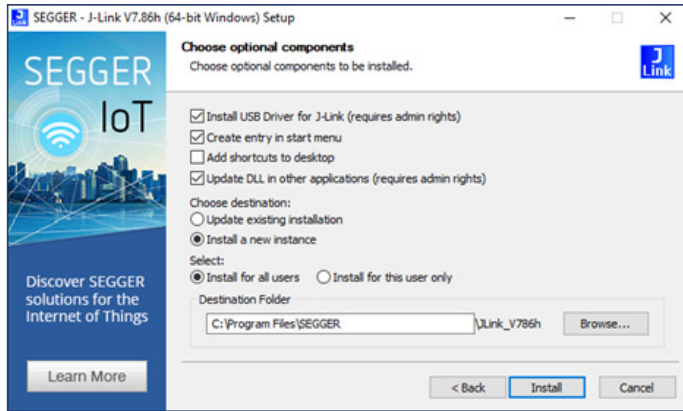 SEGGER - J-Link V7.86h (64-bit Windows) Setup
Choose optional components
Choose optional components to be installed.
J
Link
SEGGER
IoT
Install USB Driver for J-Link (requires admin rights)
Create entry in start menu
Add shortcuts to desktop
Update DLL in other applications (requires admin rights)
Choose destination:
Update existing installation
Install a new instance
Select:
Install for all users Install for this user only
Destination Folder
C:\Program Files\SEGGER \JLink_V786h Browse...
Discover SEGGER
solutions for the
Internet of Things
Learn More
< Back Install Cancel